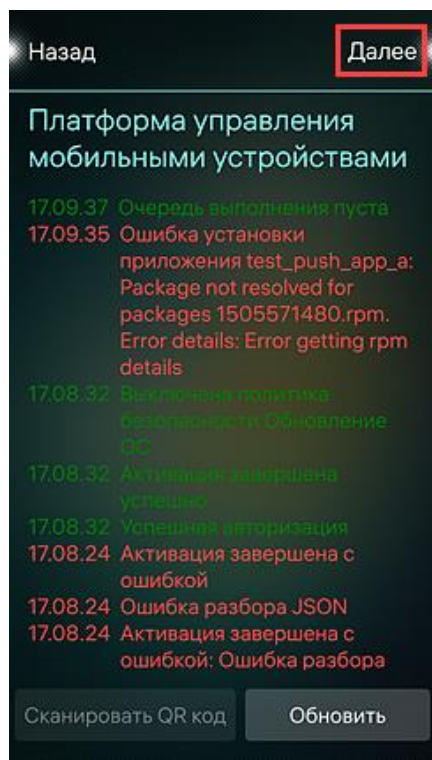 Назад
Далее
Платформа управления
мобильными устройствами
17.09.37 Очередь выполнения пуста
17.09.35 Ошибка установки
приложения test_push_app_a:
Package not resolved for
packages 1505571480.rpm.
Error details: Error getting rpm
details
17.08.32 Выключена политика
безопасности Обновление
ОС
17.08.32 Активация завершена
успешно
17.08.32 Успешная авторизация
17.08.24 Активация завершена с
ошибкой
17.08.24 Ошибка разбора JSON
17.08.24 Активация завершена с
ошибкой: Ошибка разбора
Сканировать QR код
Обновить